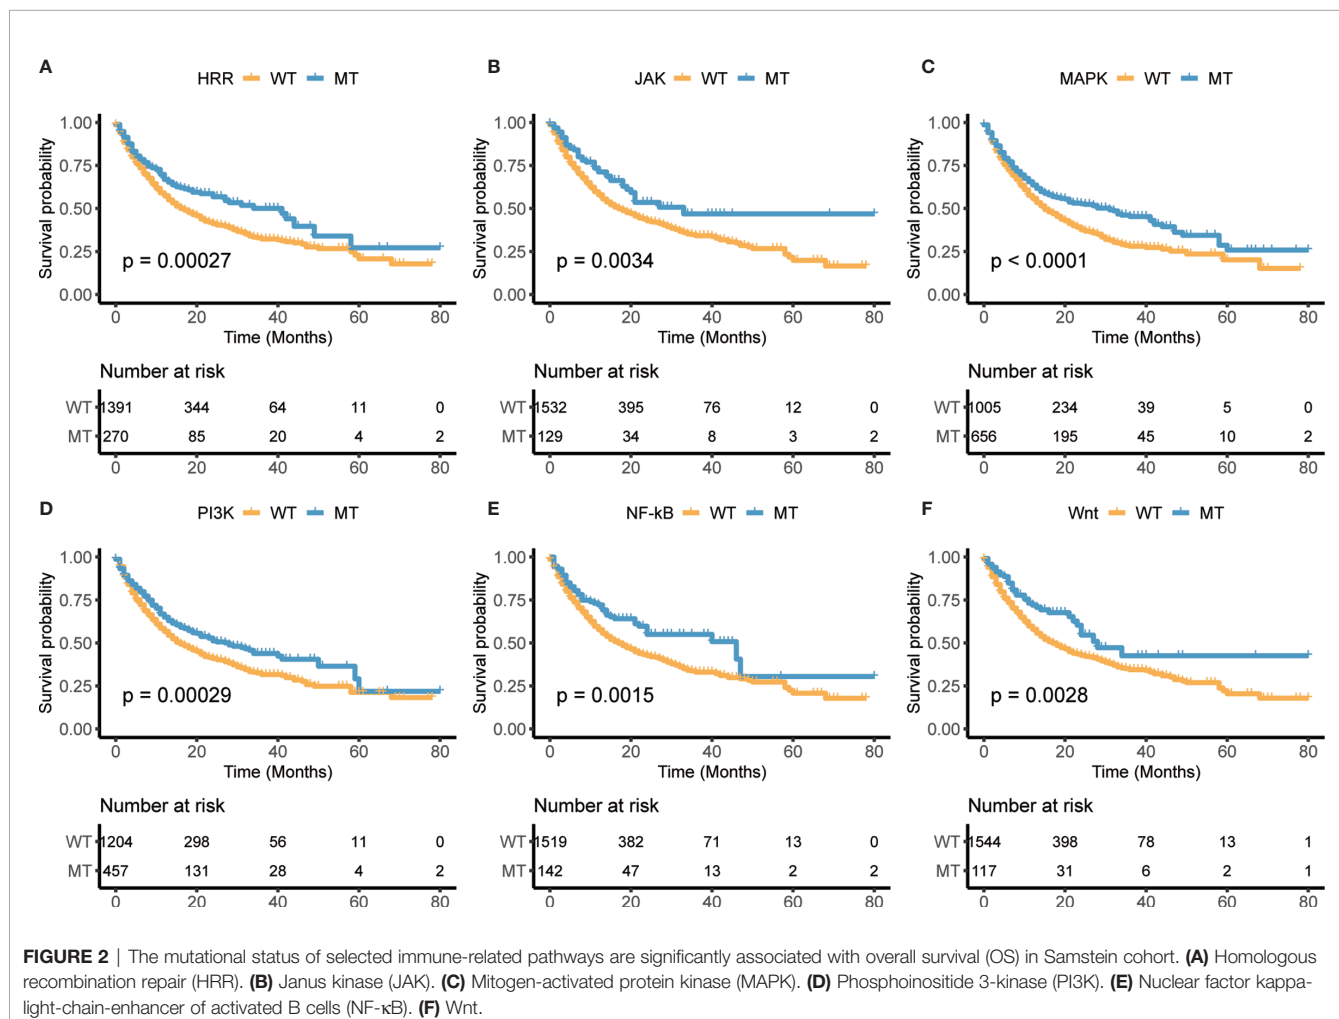 A
HRR WT MT
Survival probability
1.00
0.75
0.50
0.25
0.00
p = 0.00027
0 20 40 60 80
Time (Months)
Number at risk
WT 1391 344 64 11 0
MT 270 85 20 4 2
0 20 40 60 80
B
JAK WT MT
Survival probability
1.00
0.75
0.50
0.25
0.00
p = 0.0034
0 20 40 60 80
Time (Months)
Number at risk
WT 1532 395 76 12 0
MT 129 34 8 3 2
0 20 40 60 80
C
MAPK WT MT
Survival probability
1.00
0.75
0.50
0.25
0.00
p < 0.0001
0 20 40 60 80
Time (Months)
Number at risk
WT 1005 234 39 5 0
MT 656 195 45 10 2
0 20 40 60 80
D
PI3K WT MT
Survival probability
1.00
0.75
0.50
0.25
0.00
p = 0.00029
0 20 40 60 80
Time (Months)
Number at risk
WT 1204 298 56 11 0
MT 457 131 28 4 2
0 20 40 60 80
E
NF-kB WT MT
Survival probability
1.00
0.75
0.50
0.25
0.00
p = 0.0015
0 20 40 60 80
Time (Months)
Number at risk
WT 1519 382 71 13 0
MT 142 47 13 2 2
0 20 40 60 80
F
Wnt WT MT
Survival probability
1.00
0.75
0.50
0.25
0.00
p = 0.0028
0 20 40 60 80
Time (Months)
Number at risk
WT 1544 398 78 13 1
MT 117 31 6 2 1
0 20 40 60 80
FIGURE 2 | The mutational status of selected immune-related pathways are significantly associated with overall survival (OS) in Samstein cohort. (A) Homologous
recombination repair (HRR). (B) Janus kinase (JAK). (C) Mitogen-activated protein kinase (MAPK). (D) Phosphoinositide 3-kinase (PI3K). (E) Nuclear factor kappa-
light-chain-enhancer of activated B cells (NF-κB). (F) Wnt.